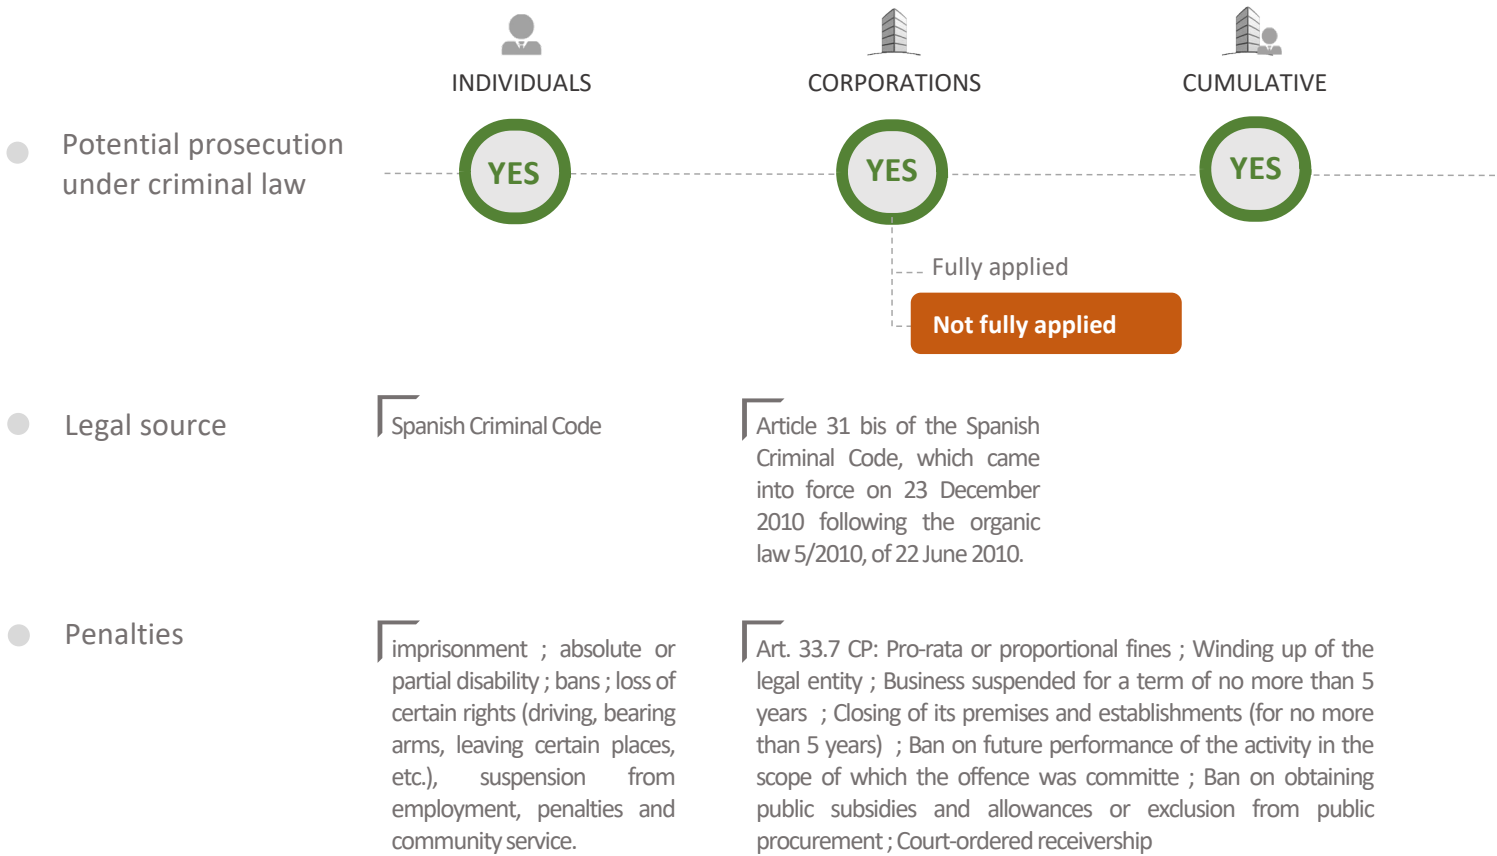 INDIVIDUALS
CORPORATIONS
CUMULATIVE
Potential prosecution
under criminal law
YES
YES
YES
Fully applied
Not fully applied
Legal source
Spanish Criminal Code
Article 31 bis of the Spanish
Criminal Code, which came
into force on 23 December
2010 following the organic
law 5/2010, of 22 June 2010.
Penalties
imprisonment ; absolute or
partial disability ; bans ; loss of
certain rights (driving, bearing
arms, leaving certain places,
etc.), suspension from
employment, penalties and
community service.
Art. 33.7 CP: Pro-rata or proportional fines ; Winding up of the
legal entity ; Business suspended for a term of no more than 5
years ; Closing of its premises and establishments (for no more
than 5 years) ; Ban on future performance of the activity in the
scope of which the offence was committe ; Ban on obtaining
public subsidies and allowances or exclusion from public
procurement ; Court-ordered receivership